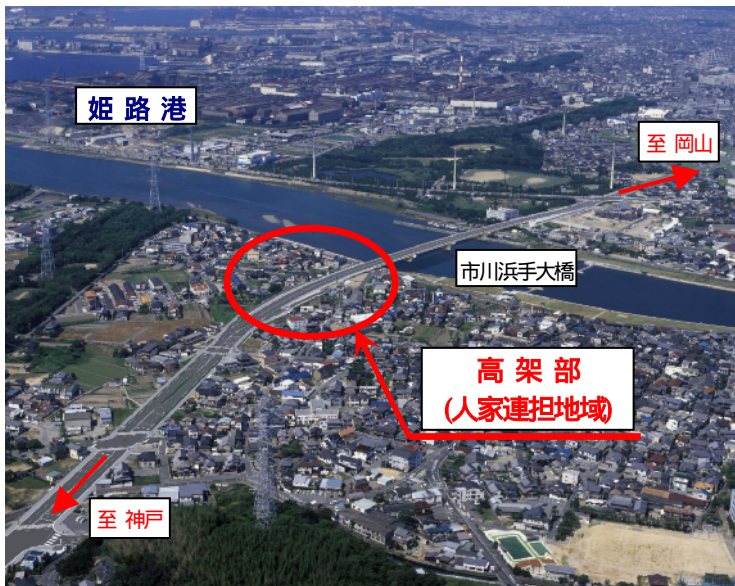 姫路港
至 岡山
市川浜手大橋
高架部
(人家連担地域)
至 神戸